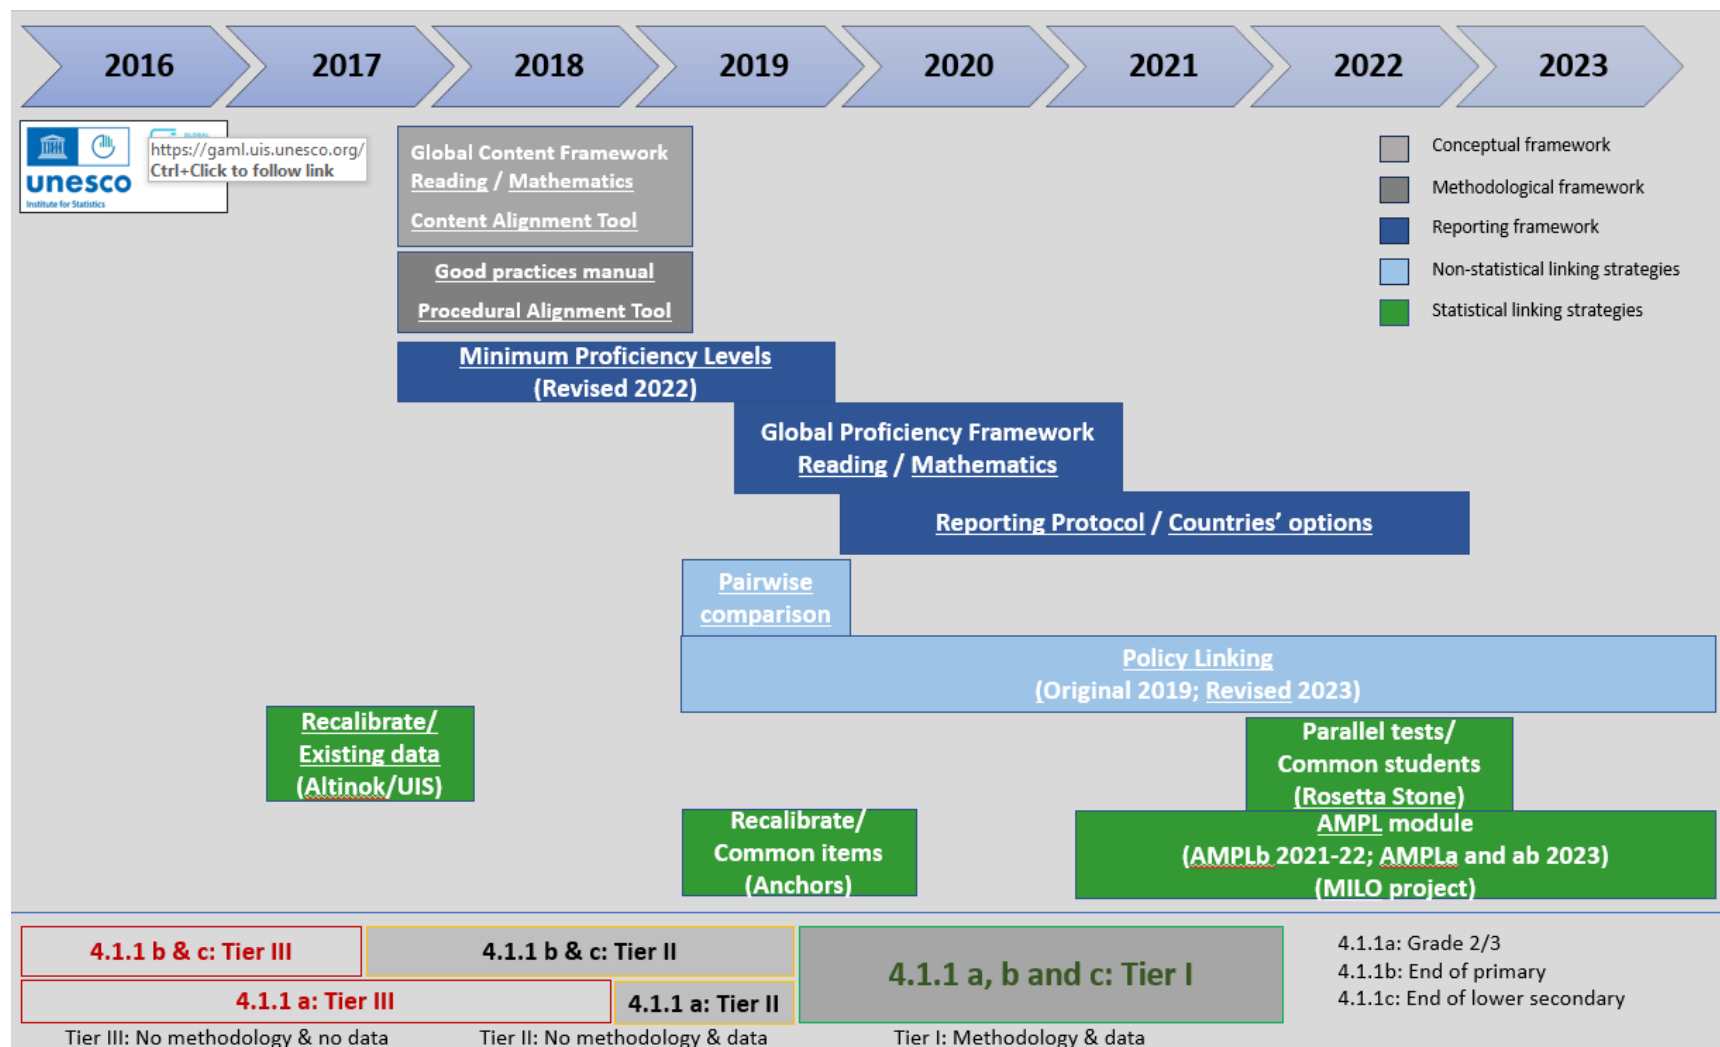 2016
2017
2018
2019
2020
2021
2022
2023
unesco
Institute for Statistics
GLOBAL
https://gaml.uis.unesco.org/
Ctrl+Click to follow link
Global Content Framework
Reading / Mathematics
Content Alignment Tool
Good practices manual
Procedural Alignment Tool
Minimum Proficiency Levels
(Revised 2022)
Global Proficiency Framework
Reading / Mathematics
Reporting Protocol / Countries’ options
Pairwise
comparison
Policy Linking
(Original 2019; Revised 2023)
Recalibrate/
Existing data
(Altinok/UIS)
Recalibrate/
Common items
(Anchors)
Parallel tests/
Common students
(Rosetta Stone)
AMPL module
(AMPLb 2021-22; AMPLa and ab 2023)
(MILO project)
Conceptual framework
Methodological framework
Reporting framework
Non-statistical linking strategies
Statistical linking strategies
4.1.1 b & c: Tier III
4.1.1 b & c: Tier II
4.1.1 a: Tier III
4.1.1 a: Tier II
4.1.1 a, b and c: Tier I
4.1.1a: Grade 2/3
4.1.1b: End of primary
4.1.1c: End of lower secondary
Tier III: No methodology & no data
Tier II: No methodology & data
Tier I: Methodology & data